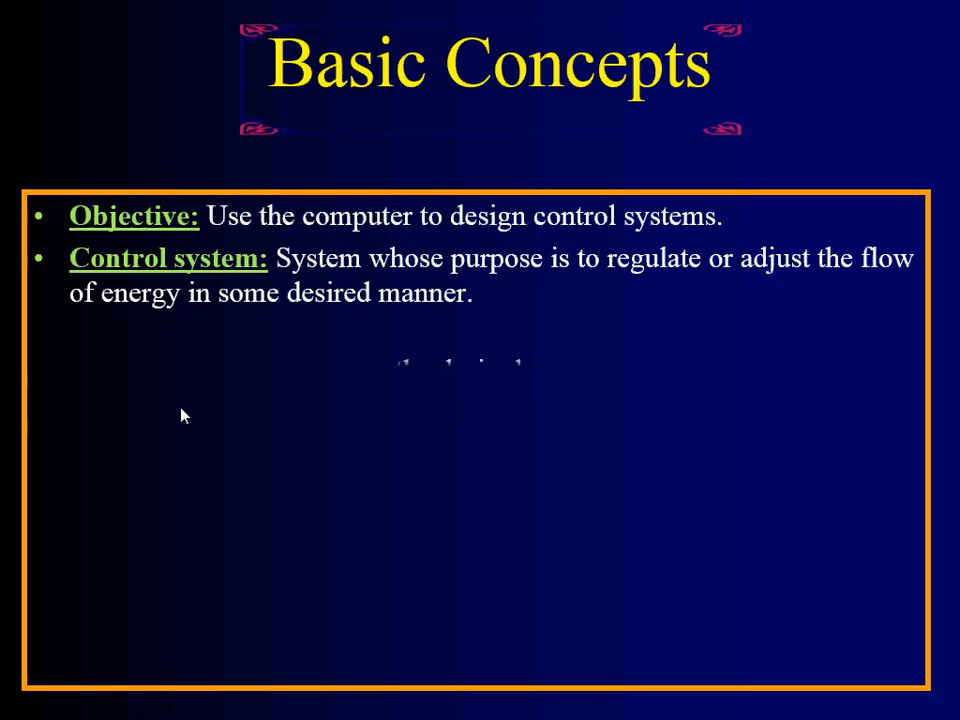 Basic Concepts
• Objective: Use the computer to design control systems.
• Control system: System whose purpose is to regulate or adjust the flow
of energy in some desired manner.